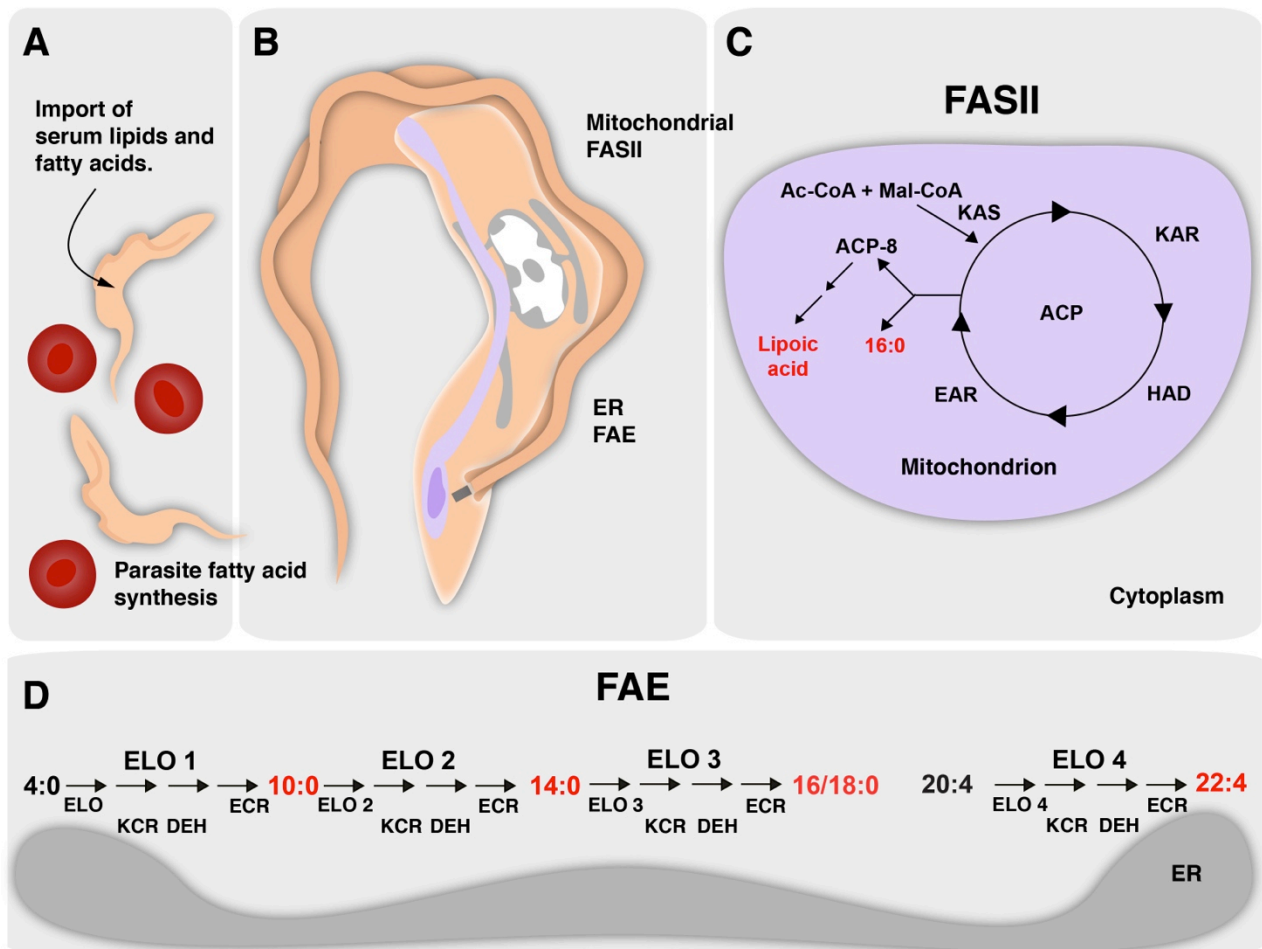 A
Import of
serum lipids and
fatty acids.
Parasite fatty acid
synthesis
B
Mitochondrial
FASII
ER
FAE
C
FASII
Ac-CoA + Mal-CoA
KAS
KAR
ACP-8
ACP
Lipoic
acid
16:0
EAR
HAD
Mitochondrion
Cytoplasm
D
FAE
ELO 1
ELO 2
ELO 3
ELO 4
4:0
10:0
14:0
16/18:0
20:4
22:4
ELO
ECR
ELO 2
ECR
ELO 3
ECR
ELO 4
ECR
KCR DEH
KCR DEH
KCR DEH
KCR DEH
ER